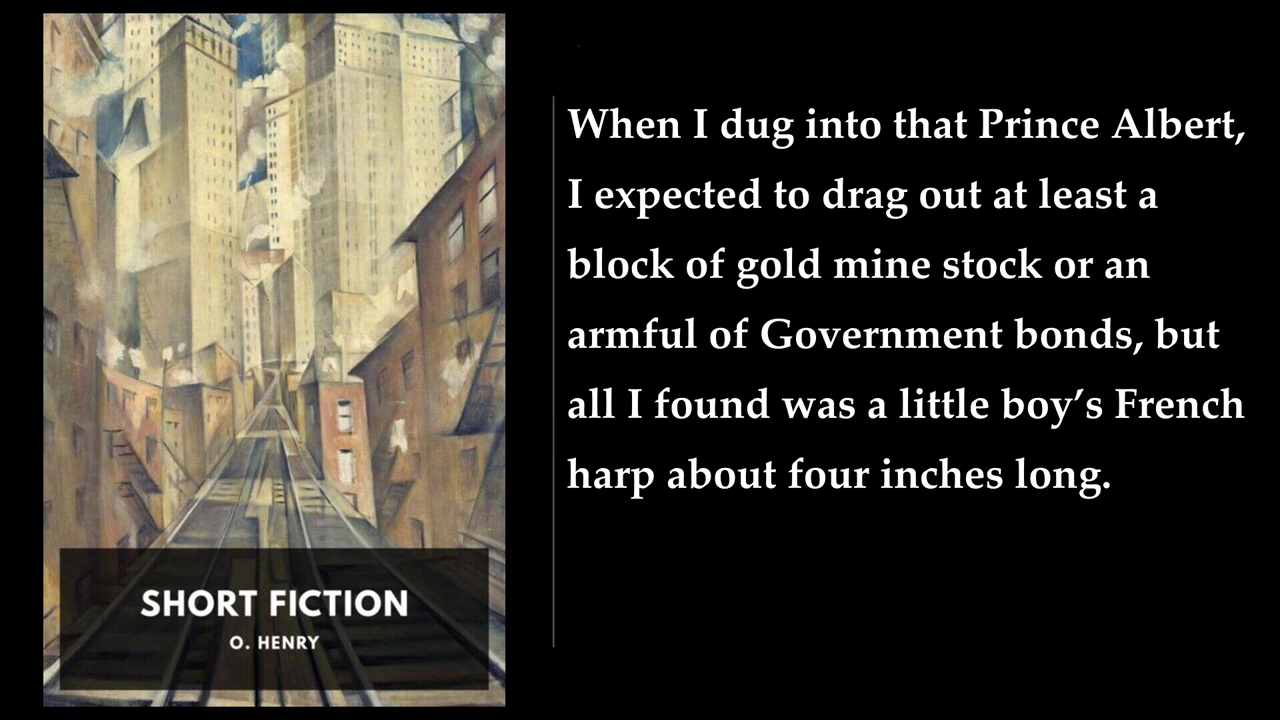 SHORT FICTION
O. HENRY
When I dug into that Prince Albert,
I expected to drag out at least a
block of gold mine stock or an
armful of Government bonds, but
all I found was a little boy’s French
harp about four inches long.